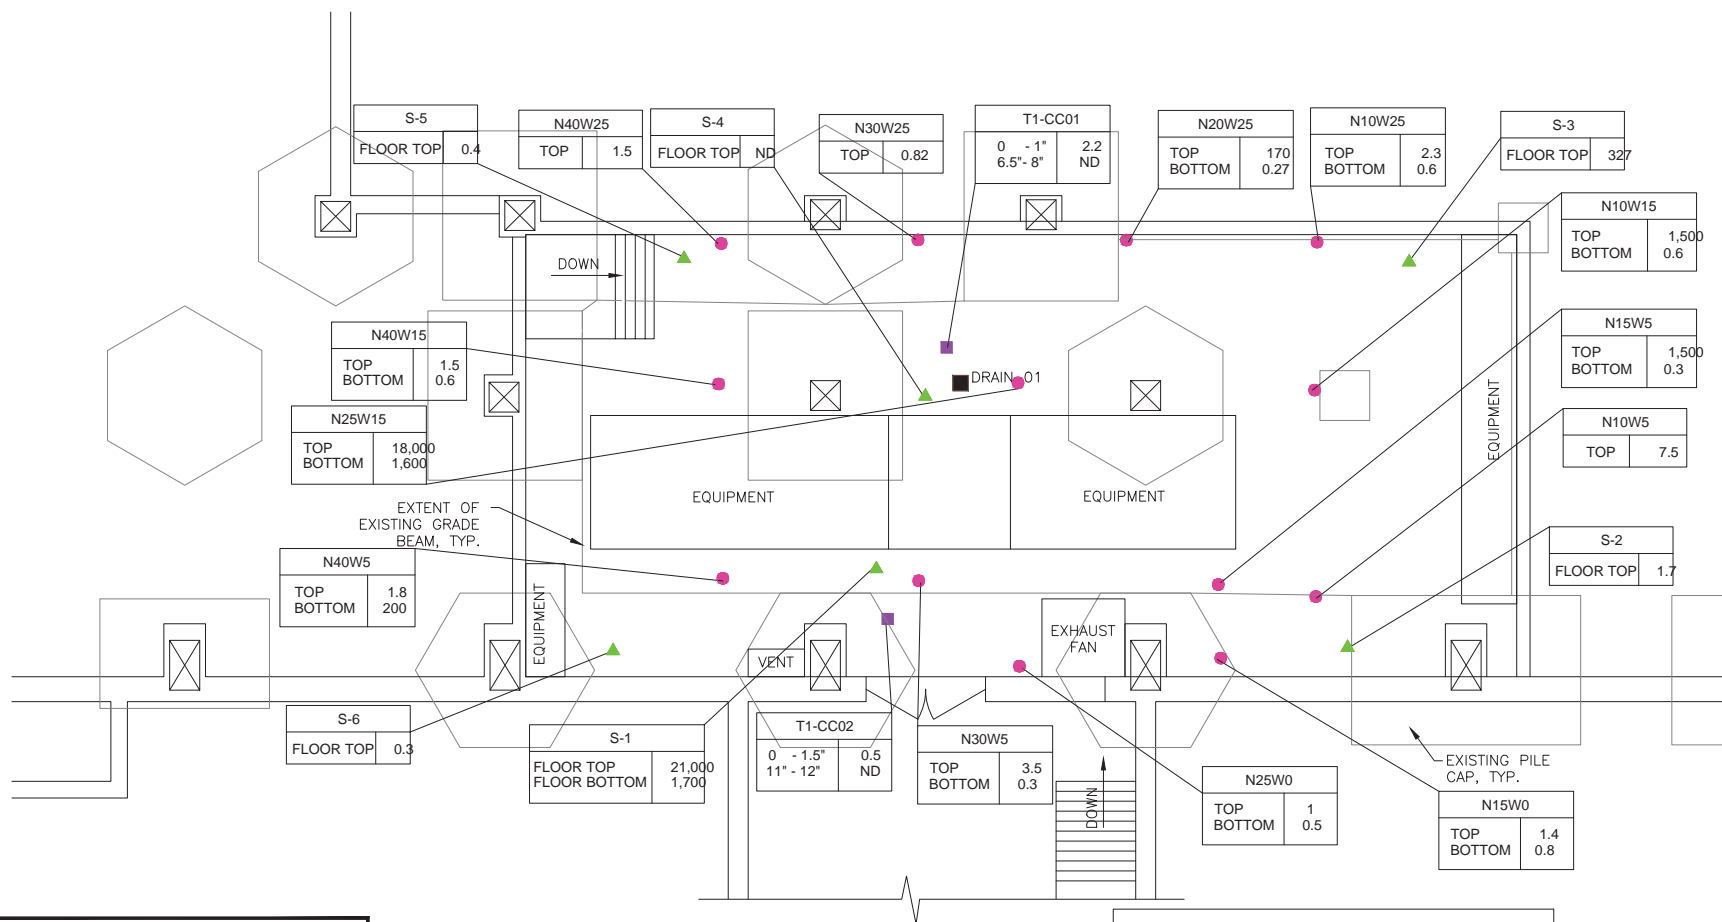 S-5
FLOOR TOP 0.4
N40W25
TOP 1.5
S-4
FLOOR TOP ND
N30W25
TOP 0.82
T1-CC01
0 - 1" 2.2
6.5"- 8" ND
N20W25
TOP 170
BOTTOM 0.27
N10W25
TOP 2.3
BOTTOM 0.6
S-3
FLOOR TOP 327
N10W15
TOP 1,500
BOTTOM 0.6
DOWN
N40W15
TOP 1.5
BOTTOM 0.6
DRAIN 01
N15W5
TOP 1,500
BOTTOM 0.3
N25W15
TOP 18,000
BOTTOM 1,600
EQUIPMENT
N10W5
TOP 7.5
EQUIPMENT
EQUIPMENT
EXTENT OF
EXISTING GRADE
BEAM, TYP.
S-2
FLOOR TOP 1.7
N40W5
TOP 1.8
BOTTOM 200
EQUIPMENT
EXHAUST
FAN
VENT
S-6
FLOOR TOP 0.3
S-1
FLOOR TOP 21,000
FLOOR BOTTOM 1,700
T1-CC02
0 - 1.5" 0.5
11" - 12" ND
N30W5
TOP 3.5
BOTTOM 0.3
DOWN
N25W0
TOP 1
BOTTOM 0.5
EXISTING PILE
CAP, TYP.
N15W0
TOP 1.4
BOTTOM 0.8